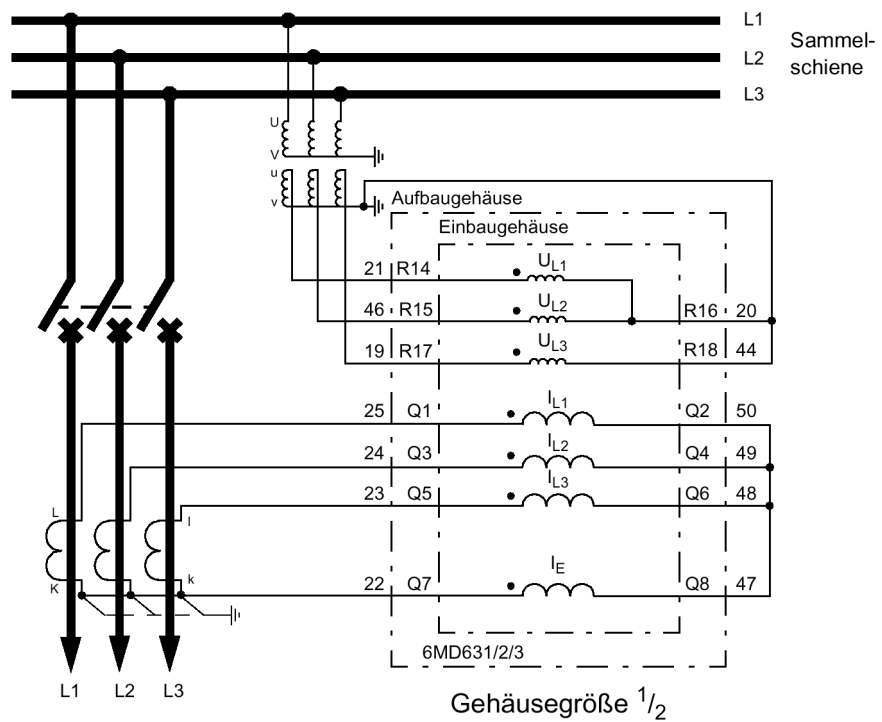 L1
L2
L3
Sammel-
schiene
U
V
u
v
Aufbaugehäuse
Einbaugehäuse
21 R14 UL1
46 R15 UL2 R16 20
19 R17 UL3 R18 44
25 Q1 IL1 Q2 50
24 Q3 IL2 Q4 49
23 Q5 IL3 Q6 48
L l
K k
22 Q7 IE Q8 47
6MD631/2/3
L1 L2 L3
Gehäusegröße 1/2